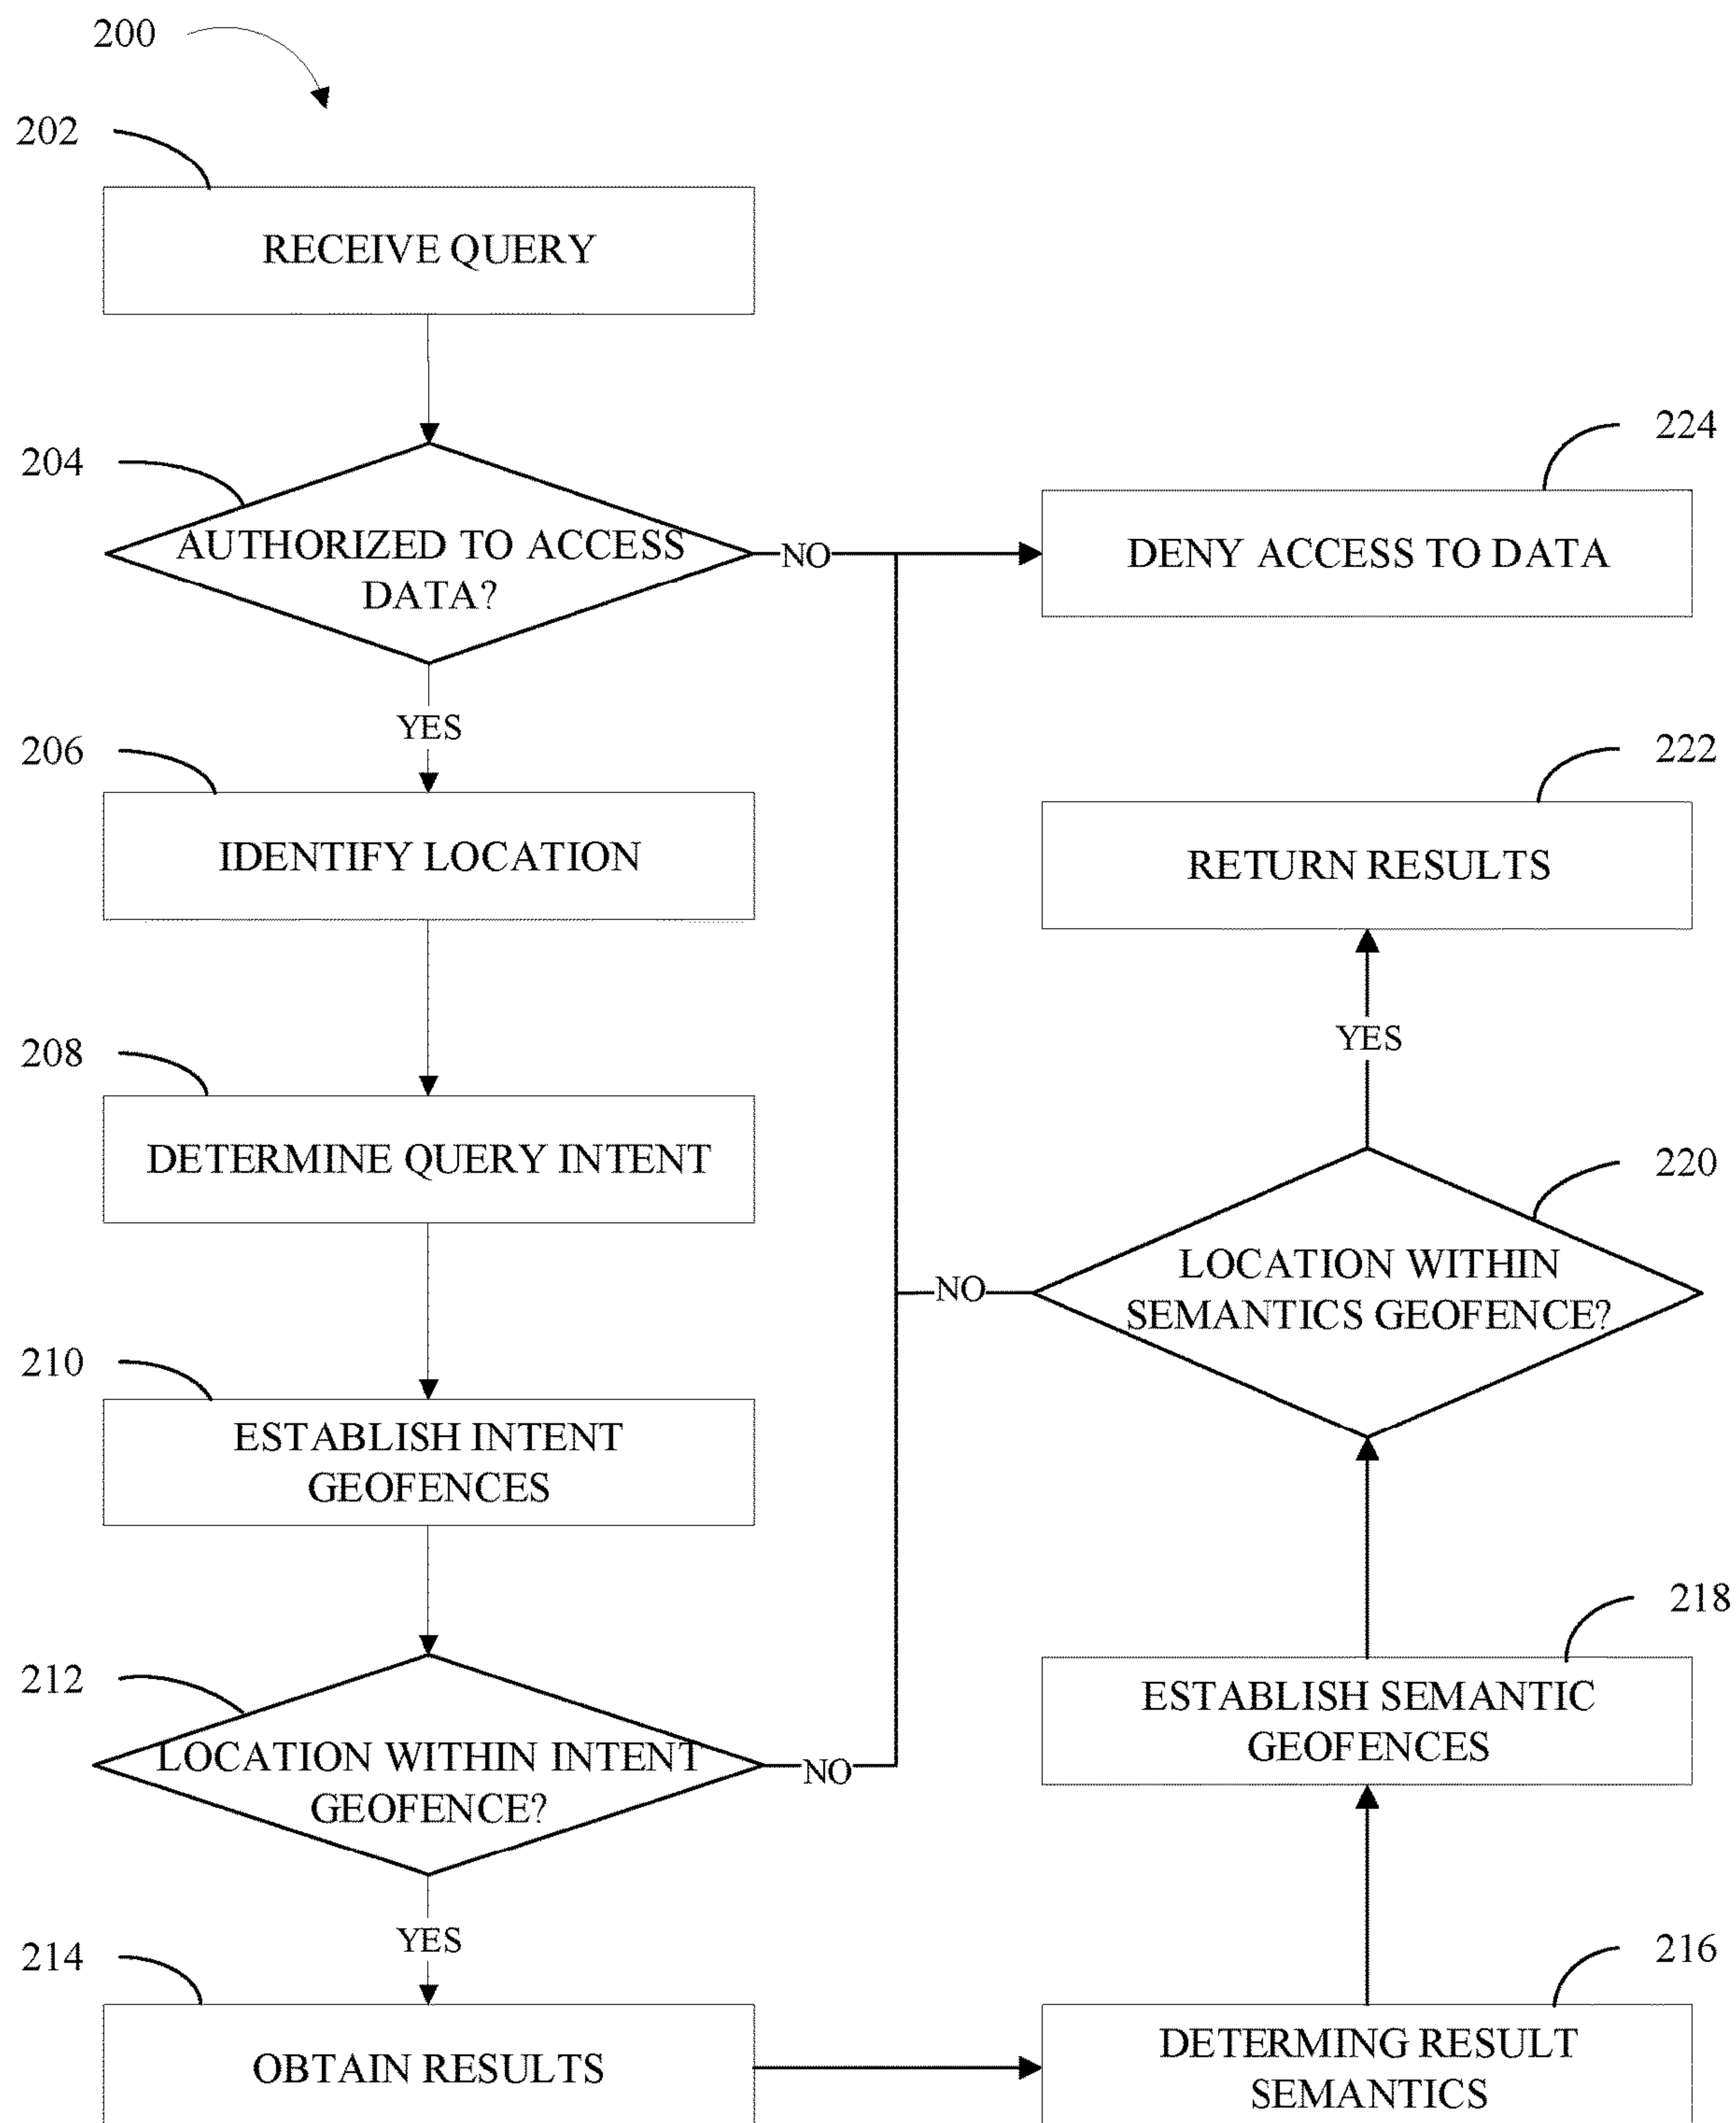 200
202
RECEIVE QUERY
204
AUTHORIZED TO ACCESS
DATA?
NO
YES
206
IDENTIFY LOCATION
208
DETERMINE QUERY INTENT
210
ESTABLISH INTENT
GEOFENCES
212
LOCATION WITHIN INTENT
GEOFENCE?
NO
YES
214
OBTAIN RESULTS
216
DETERMING RESULT
SEMANTICS
218
ESTABLISH SEMANTIC
GEOFENCES
220
LOCATION WITHIN
SEMANTICS GEOFENCE?
NO
YES
222
RETURN RESULTS
224
DENY ACCESS TO DATA